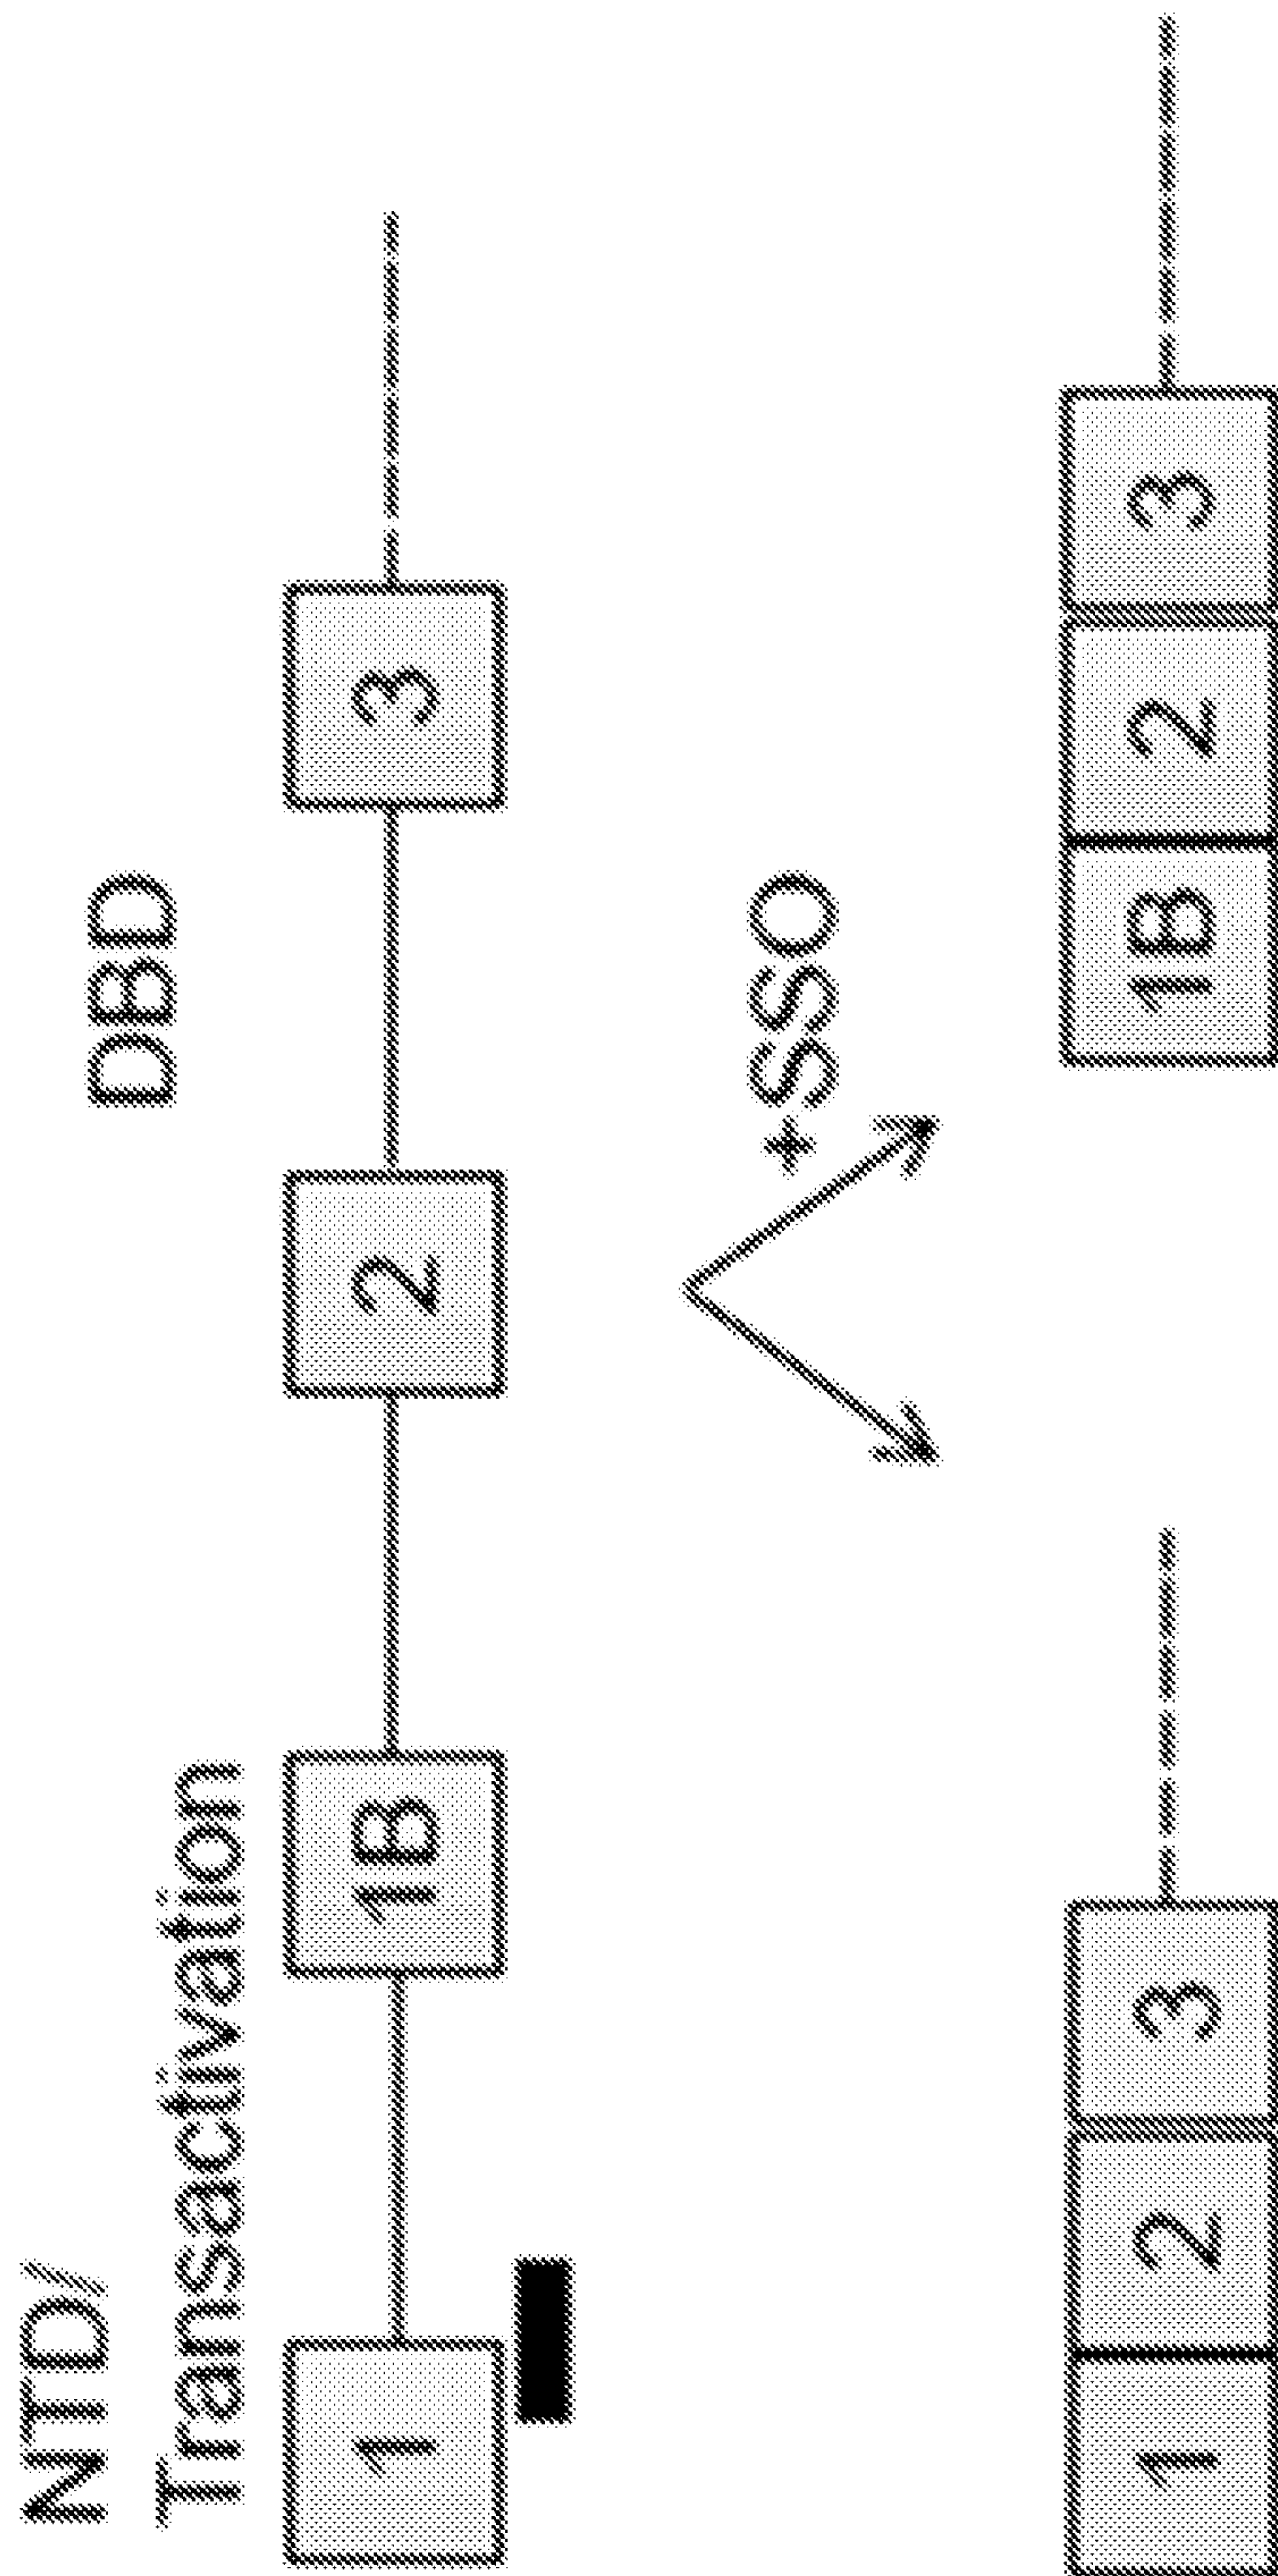 NTD/
Transactivation
DBD
1
1B
2
3
+SSO
1 2 3
1B 2 3